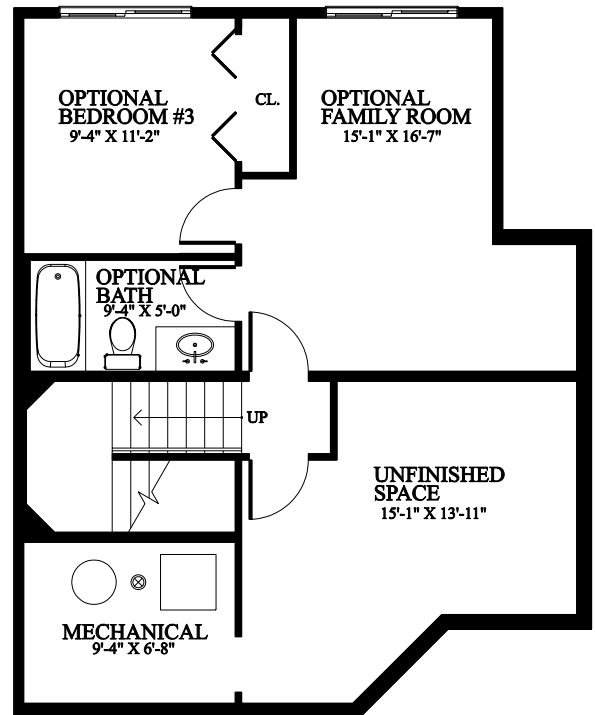 OPTIONAL
BEDROOM #3
9'-4" X 11'-2"
CL.
OPTIONAL
FAMILY ROOM
15'-1" X 16'-7"
OPTIONAL
BATH
9'-4" X 5'-0"
UP
UNFINISHED
SPACE
15'-1" X 13'-11"
MECHANICAL
9'-4" X 6'-8"